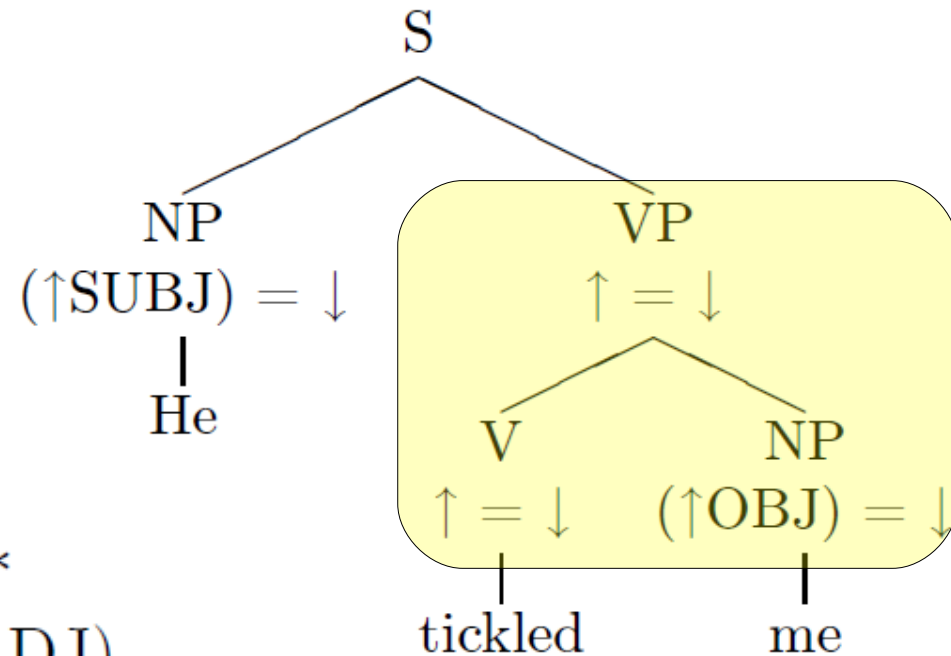 S
NP VP
(↑SUBJ) = ↓ ↑ = ↓
He
V NP
↑ = ↓ (↑OBJ) = ↓
tickled me